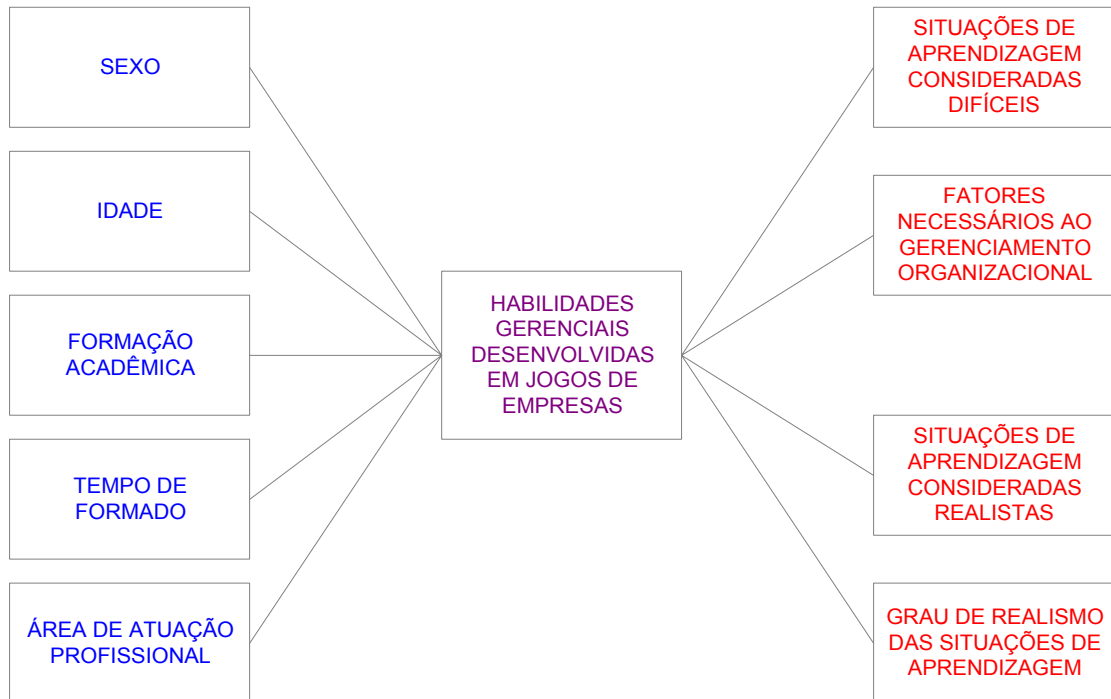 SEXO
IDADE
FORMAÇÃO
ACADÊMICA
TEMPO DE
FORMADO
ÁREA DE ATUAÇÃO
PROFISSIONAL
HABILIDADES
GERENCIAIS
DESENVOLVIDAS
EM JOGOS DE
EMPRESAS
SITUAÇÕES DE
APRENDIZAGEM
CONSIDERADAS
DIFÍCEIS
FATORES
NECESSÁRIOS AO
GERENCIAMENTO
ORGANIZACIONAL
SITUAÇÕES DE
APRENDIZAGEM
CONSIDERADAS
REALISTAS
GRAU DE REALISMO
DAS SITUAÇÕES DE
APRENDIZAGEM